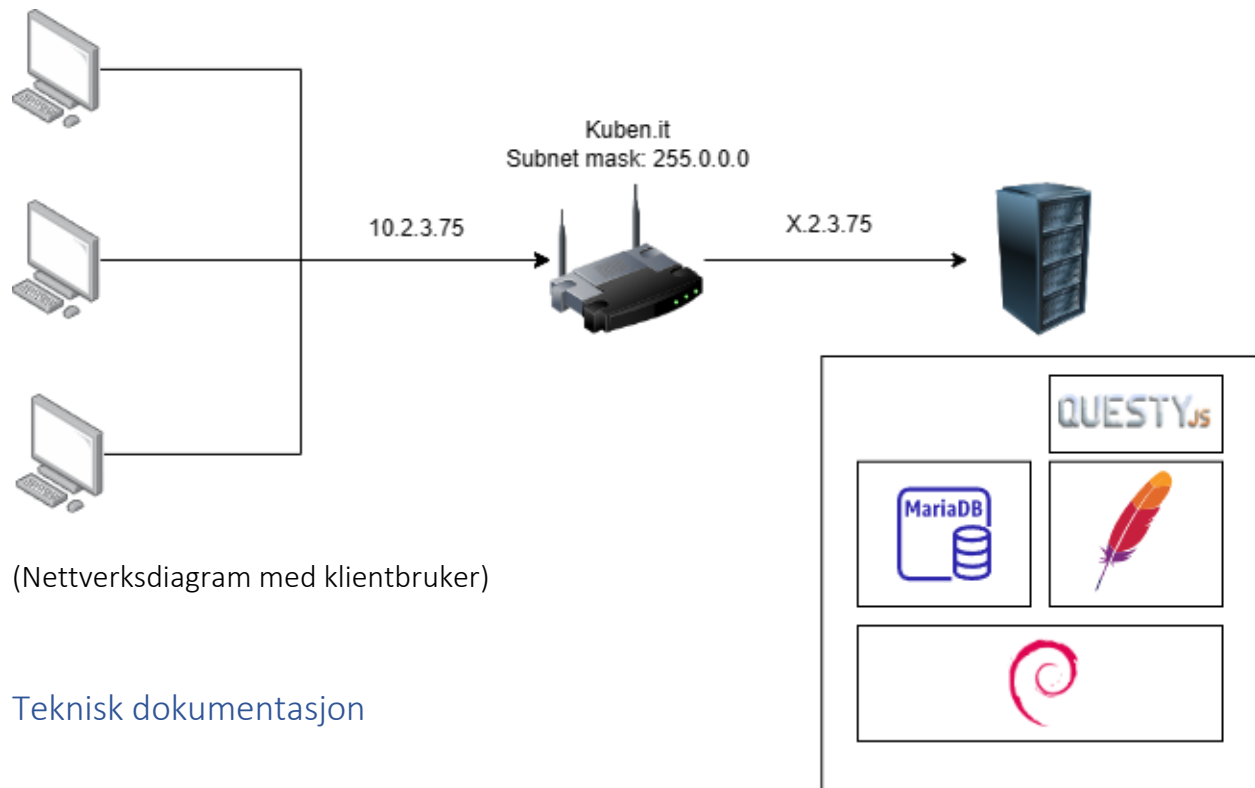 Kuben.it
Subnet mask: 255.0.0.0
10.2.3.75
X.2.3.75
QUESTYJS
MariaDB
(Nettverksdiagram med klientbruker)
Teknisk dokumentasjon